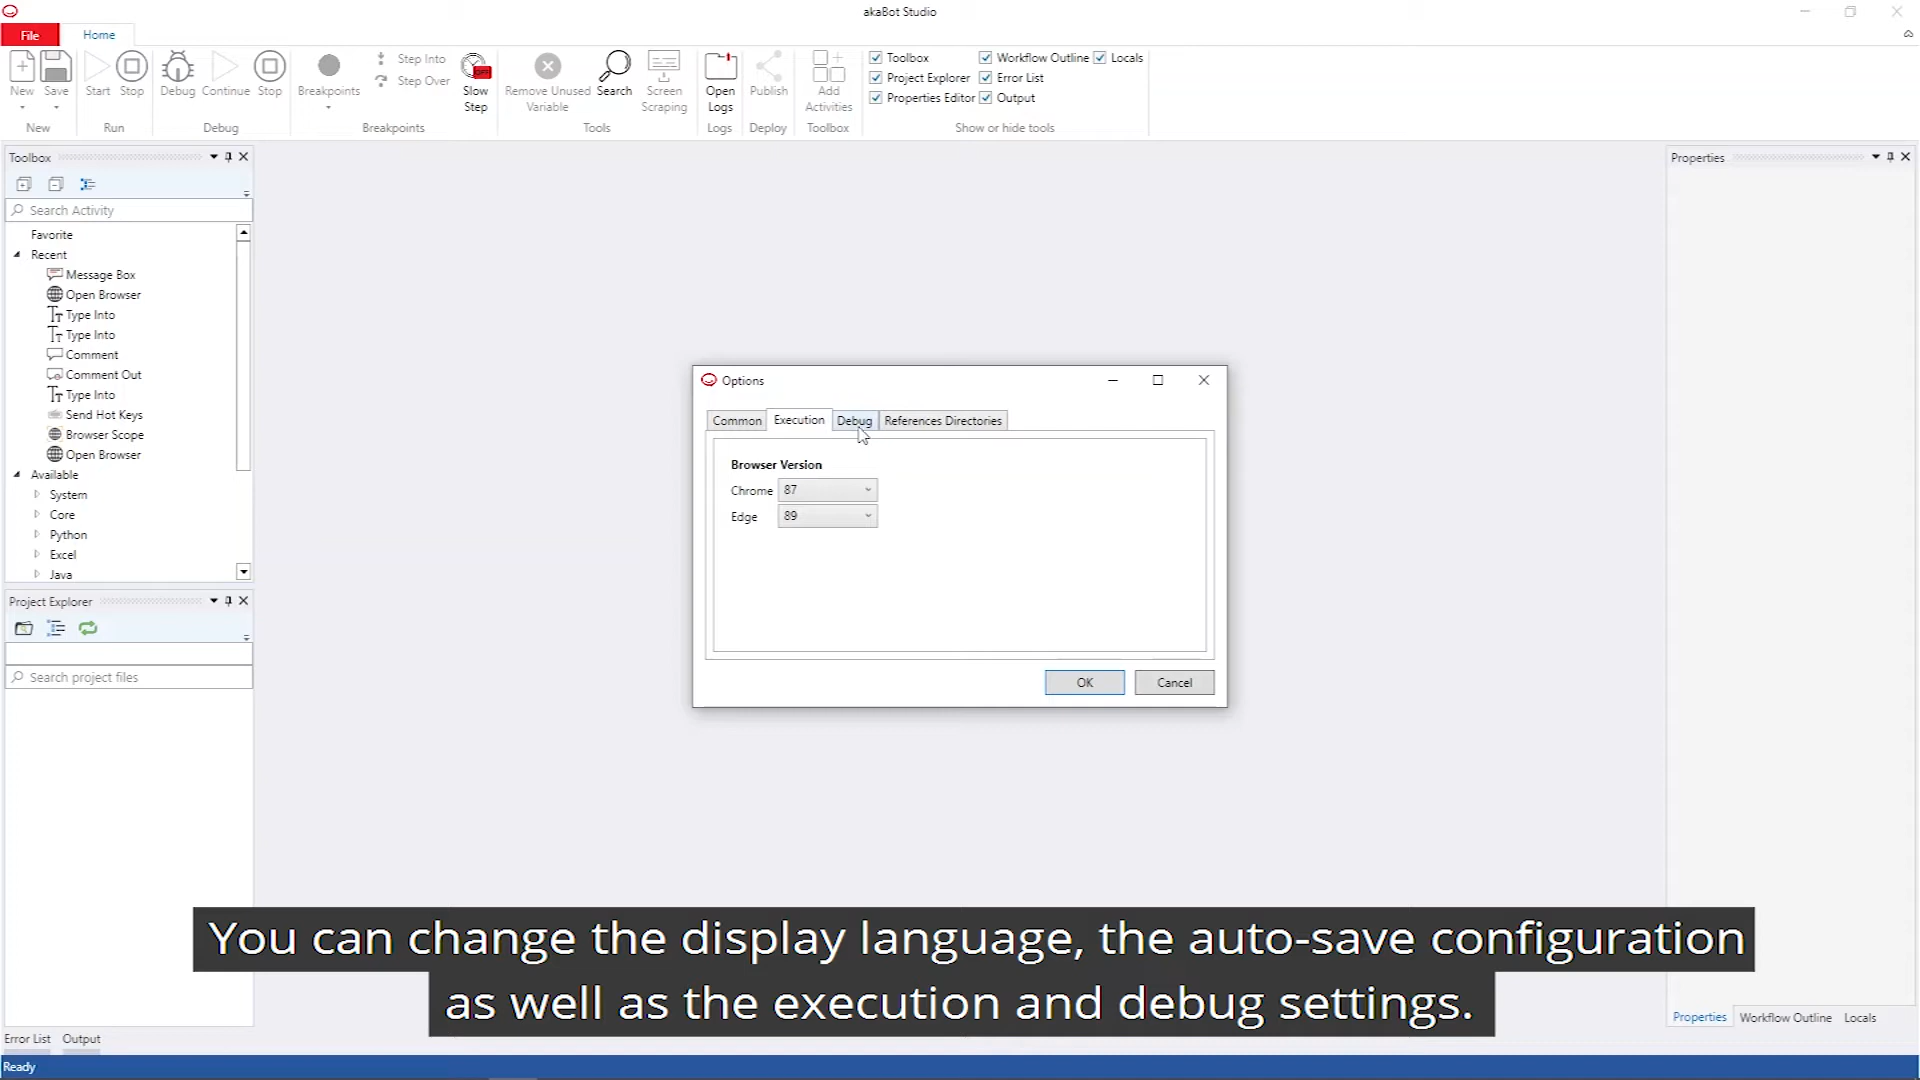 akaBot Studio
File
Home
New
Save
Start
Stop
Debug
Continue
Stop
Breakpoints
Step Into
Step Over
Slow
Step
OFF
Remove Unused
Variable
Search
Screen
Scraping
Open
Logs
Publish
Add
Activities
Toolbox
Workflow Outline
Locals
Project Explorer
Error List
Properties Editor
Output
New
Run
Debug
Breakpoints
Tools
Logs
Deploy
Toolbox
Show or hide tools
Toolbox
Search Activity
Favorite
Recent
Message Box
Open Browser
Type Into
Type Into
Comment
Comment Out
Type Into
Send Hot Keys
Browser Scope
Open Browser
Available
System
Core
Python
Excel
Java
Project Explorer
Search project files
Options
Common
Execution
Debug
References Directories
Browser Version
Chrome 87
Edge 89
OK
Cancel
Properties
You can change the display language, the auto-save configuration
as well as the execution and debug settings.
Properties
Workflow Outline
Locals
Error List
Output
Ready